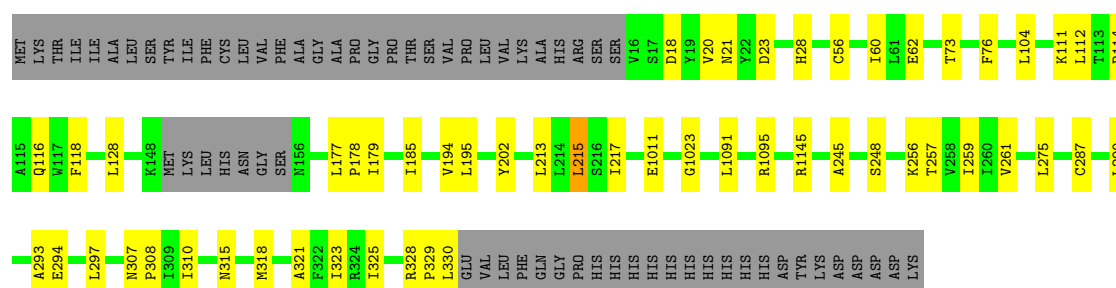 MET LYS THR ILE ILE ALA LEU SER TYR ILE PHE CYS LEU VAL PHE ALA GLY ALA PRO GLY PRO THR SER VAL PRO LEU VAL LYS ALA HIS ARG SER SER V16 S17 D18 Y19 V20 N21 Y22 D23 H28 C56 I60 L61 E62 T73 F76 L104 K111 L112 T113
A115 Q116 W117 F118 L128 K148 MET LYS LEU HIS ASN GLY SER N156 L177 P178 I179 I185 V194 L195 Y202 L213 L214 L215 S216 I217 E1011 G1023 L1091 R1095 R1145 A245 S248 K256 T257 V258 I259 I260 V261 L275 C287
A293 E294 L297 N307 P308 I309 I310 N315 M318 A321 F322 I323 R324 I325 R328 P329 L330 GLU VAL LEU PHE GLN GLY PRO HIS HIS HIS HIS HIS HIS HIS HIS HIS HIS ASP TYR LYS ASP ASP ASP ASP LYS